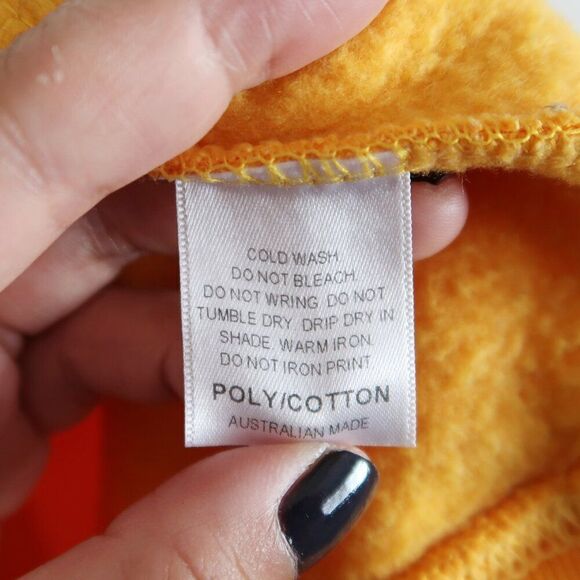 COLD WASH.
DO NOT BLEACH.
DO NOT WRING. DO NOT
TUMBLE DRY. DRIP DRY IN
SHADE. WARM IRON.
DO NOT IRON PRINT
POLY/COTTON
AUSTRALIAN MADE